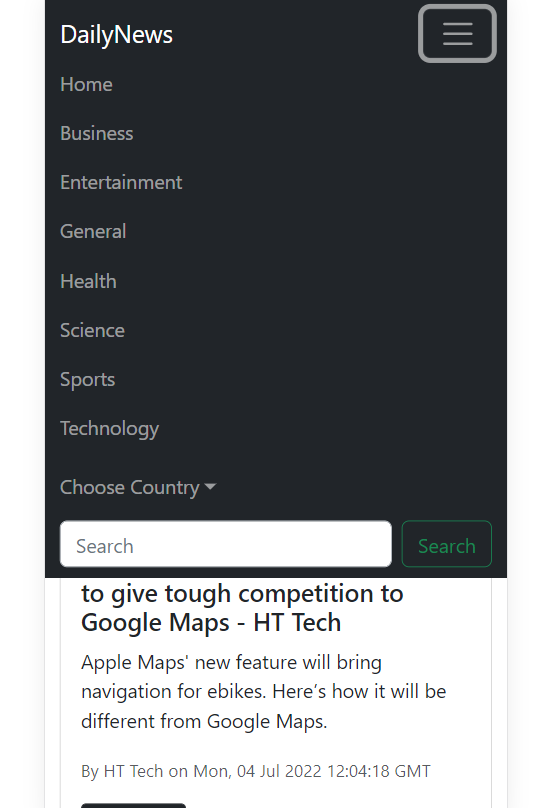 DailyNews
Home
Business
Entertainment
General
Health
Science
Sports
Technology
Choose Country
Search
Search
to give tough competition to
Google Maps - HT Tech
Apple Maps' new feature will bring
navigation for ebikes. Here’s how it will be
different from Google Maps.
By HT Tech on Mon, 04 Jul 2022 12:04:18 GMT